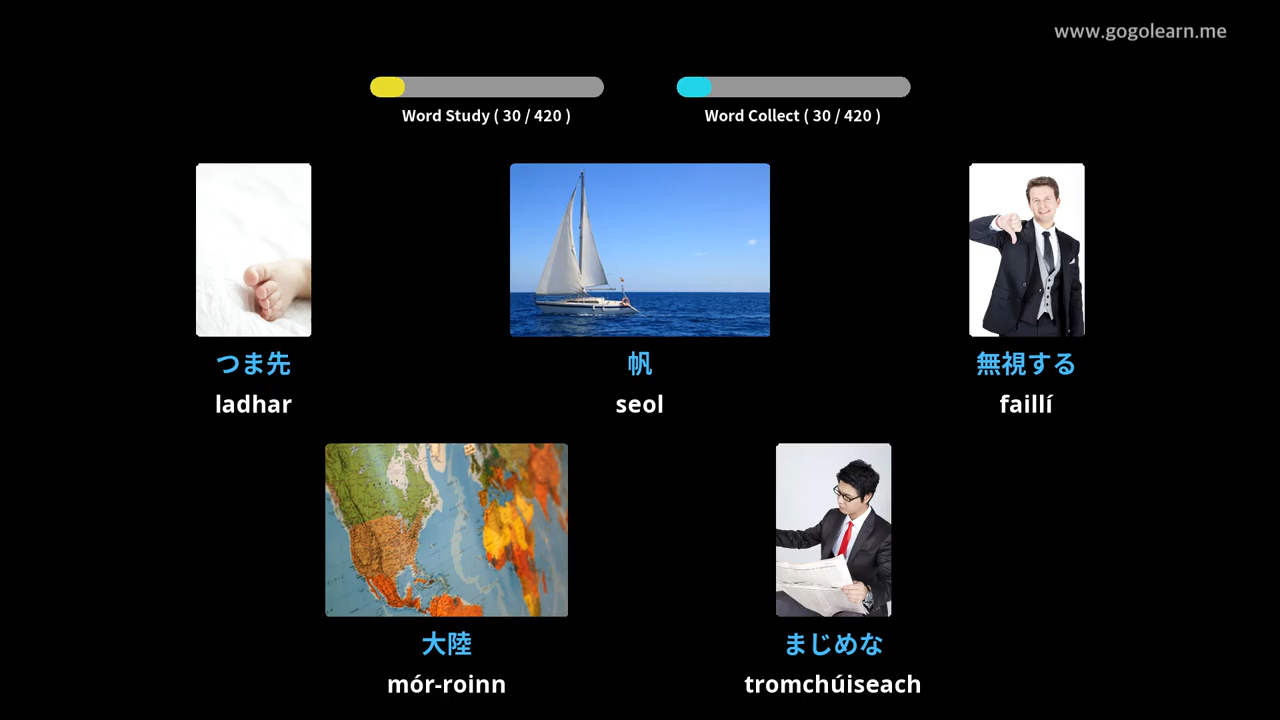 www.gogolearn.me
Word Study ( 30 / 420 )
Word Collect ( 30 / 420 )
つま先
ladhar
帆
seol
無視する
faillí
大陸
mór-roinn
まじめな
tromchúiseach